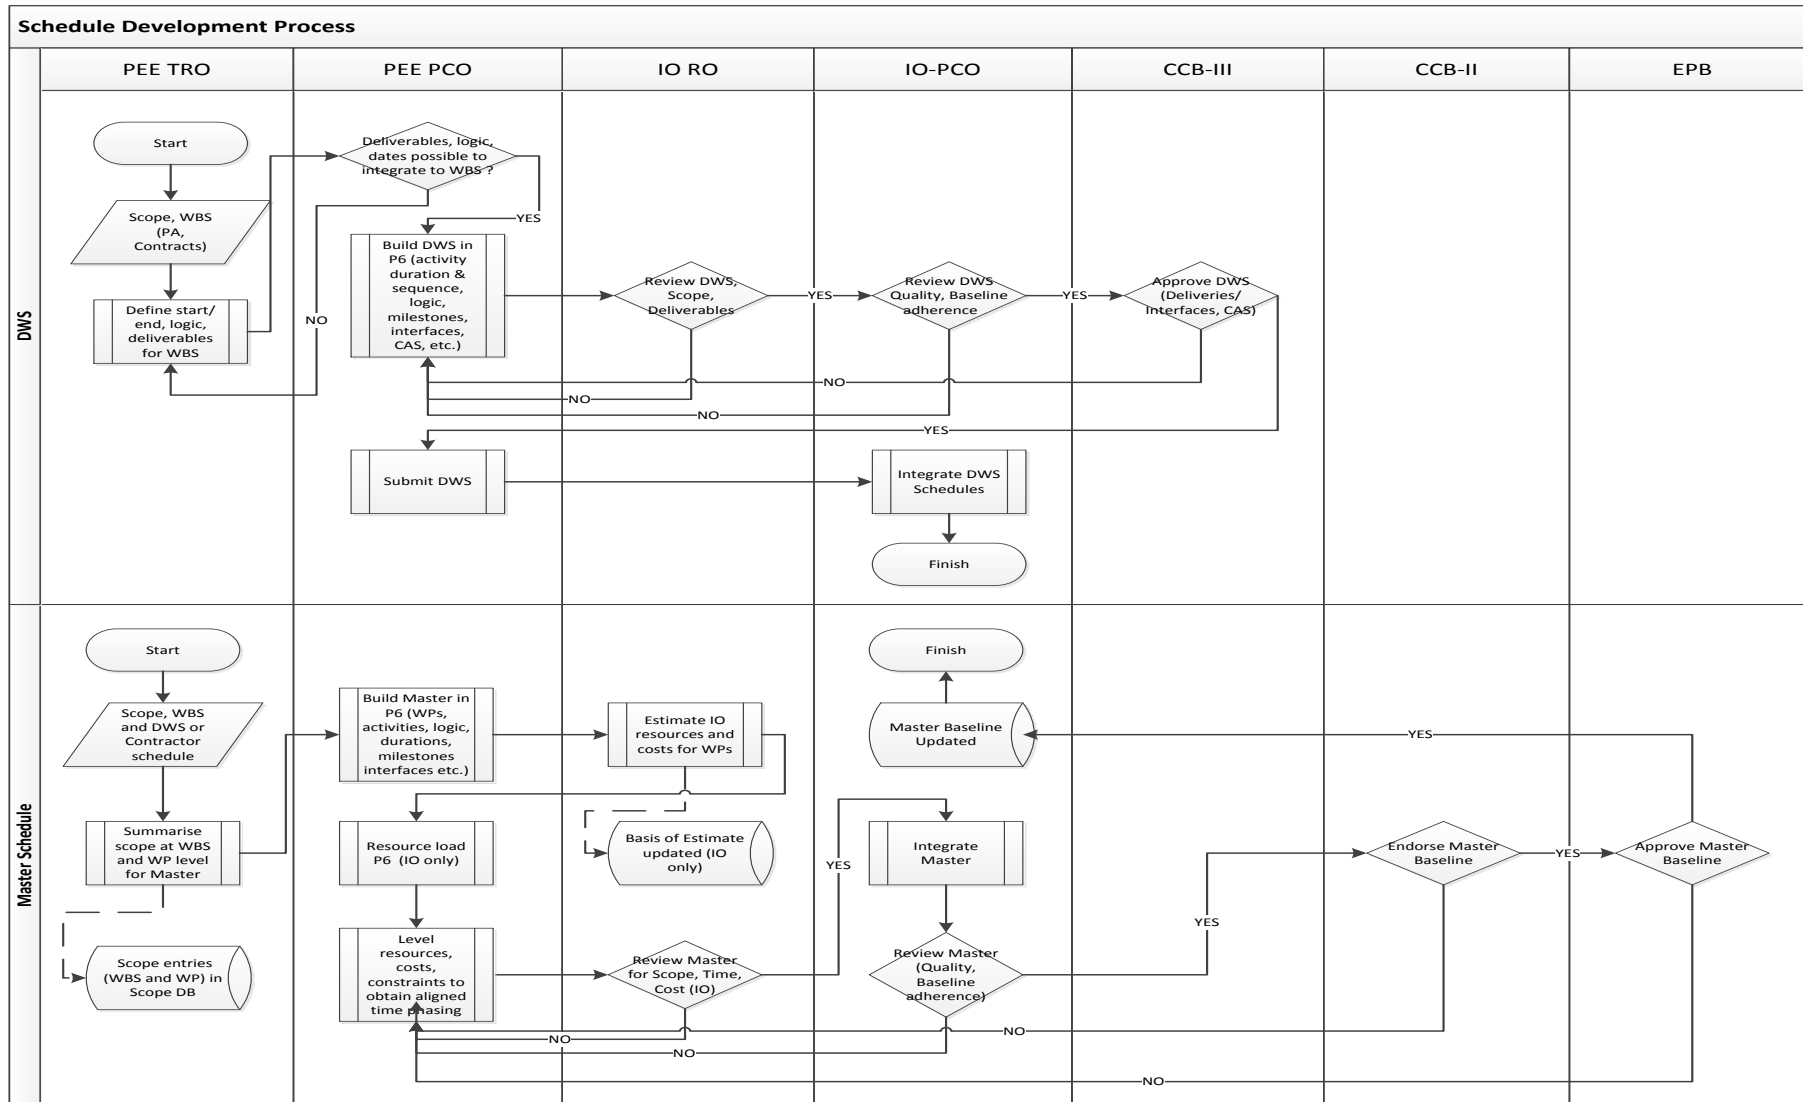 Schedule Development Process
PEE TRO
PEE PCO
IO RO
IO-PCO
CCB-III
CCB-II
EPB
DWS
Start
Scope, WBS
(PA,
Contracts)
Define start/
end, logic,
deliverables
for WBS
Deliverables, logic,
dates possible to
integrate to WBS ?
YES
NO
Build DWS in
P6 (activity
duration &
sequence,
logic,
milestones,
interfaces,
CAS, etc.)
Review DWS,
Scope,
Deliverables
YES
Review DWS
Quality, Baseline
adherence
YES
Approve DWS
(Deliveries/
Interfaces, CAS)
NO
NO
NO
YES
Submit DWS
Integrate DWS
Schedules
Finish
Master Schedule
Start
Scope, WBS
and DWS or
Contractor
schedule
Summarise
scope at WBS
and WP level
for Master
Scope entries
(WBS and WP) in
Scope DB
Build Master in
P6 (WPs,
activities, logic,
durations,
milestones
interfaces etc.)
Estimate IO
resources and
costs for WPs
Resource load
P6  (IO only)
Basis of Estimate
updated (IO
only)
Level
resources,
costs,
constraints to
obtain aligned
time phasing
Review Master
for Scope, Time,
Cost (IO)
YES
Finish
Master Baseline
Updated
Integrate
Master
Review Master
(Quality,
Baseline
adherence)
YES
Endorse Master
Baseline
YES
Approve Master
Baseline
YES
NO
NO
NO
NO